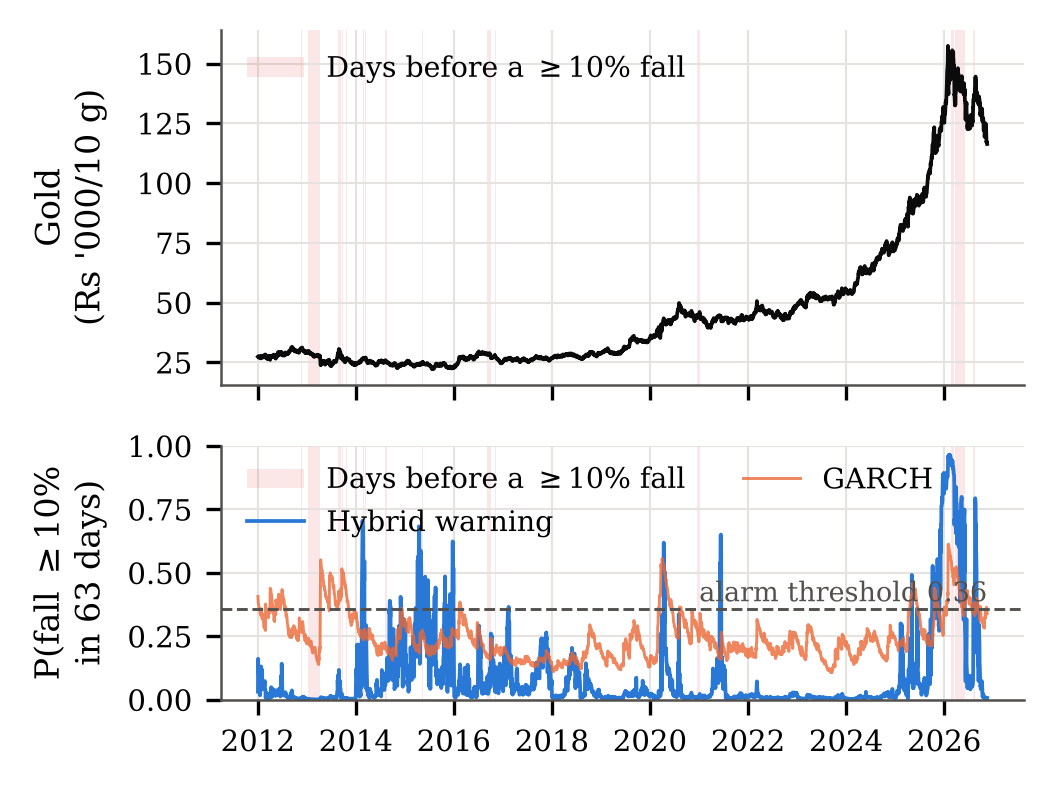 Gold
(Rs '000/10 g)
150
125
100
75
50
25
Days before a ≥10% fall
P(fall ≥10%
in 63 days)
1.00
0.75
0.50
0.25
0.00
Days before a ≥10% fall
GARCH
Hybrid warning
alarm threshold 0.36
2012 2014 2016 2018 2020 2022 2024 2026